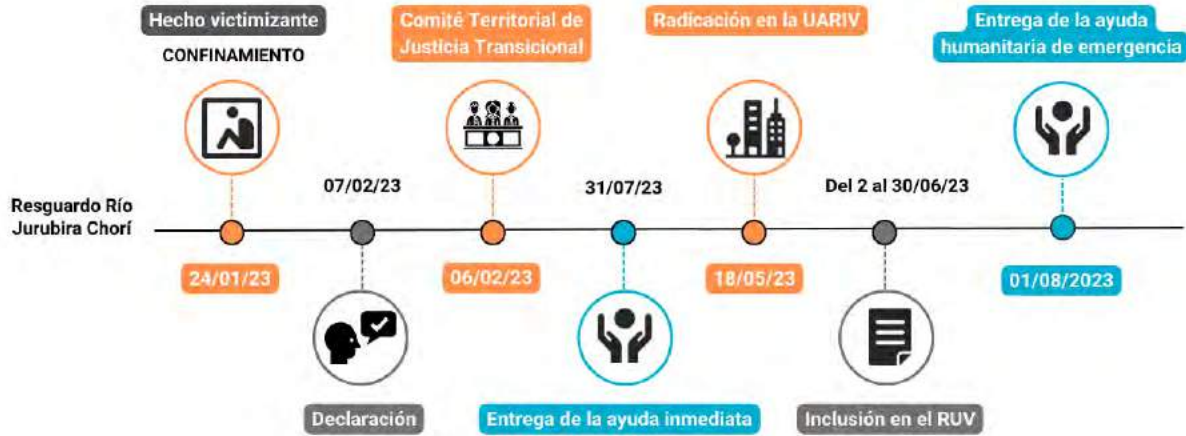 Hecho victimizante
CONFINAMIENTO
Comité Territorial de
Justicia Transicional
Radicación en la UARIV
Entrega de la ayuda
humanitaria de emergencia
07/02/23
31/07/23
Del 2 al 30/06/23
Resguardo Río
Jurubira Chorí
24/01/23
06/02/23
18/05/23
01/08/2023
Declaración
Entrega de la ayuda inmediata
Inclusión en el RUV